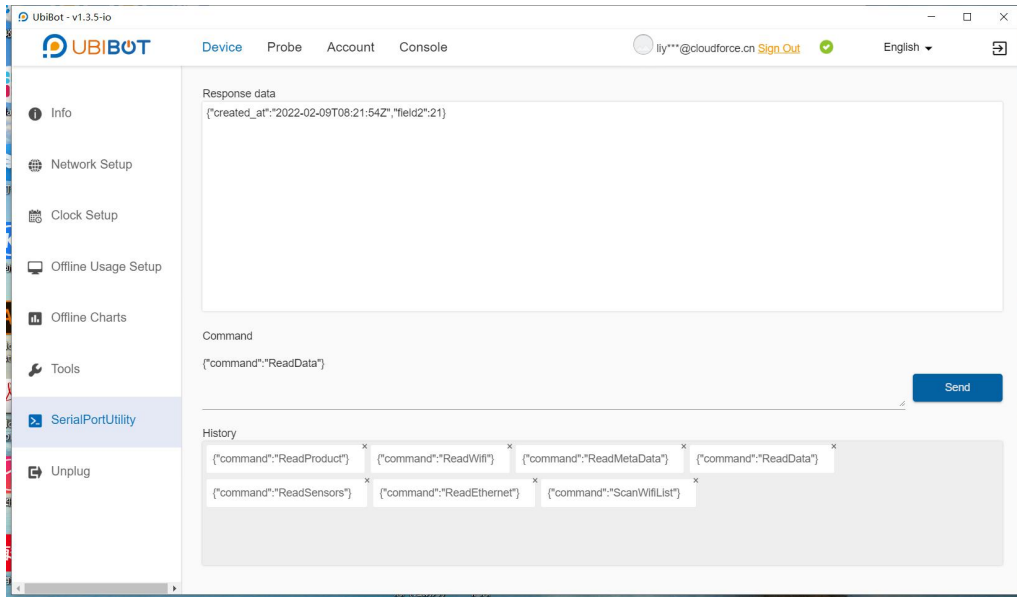 UbiBot - v1.3.5-io
UBIBOT
Device Probe Account Console
liy***@cloudforce.cn Sign Out
English
Info
Network Setup
Clock Setup
Offline Usage Setup
Offline Charts
Tools
SerialPortUtility
Unplug
Response data
{"created_at":"2022-02-09T08:21:54Z","field2":21}
Command
{"command":"ReadData"}
Send
History
{"command":"ReadProduct"} {"command":"ReadWifi"} {"command":"ReadMetaData"} {"command":"ReadData"}
{"command":"ReadSensors"} {"command":"ReadEthernet"} {"command":"ScanWifiList"}